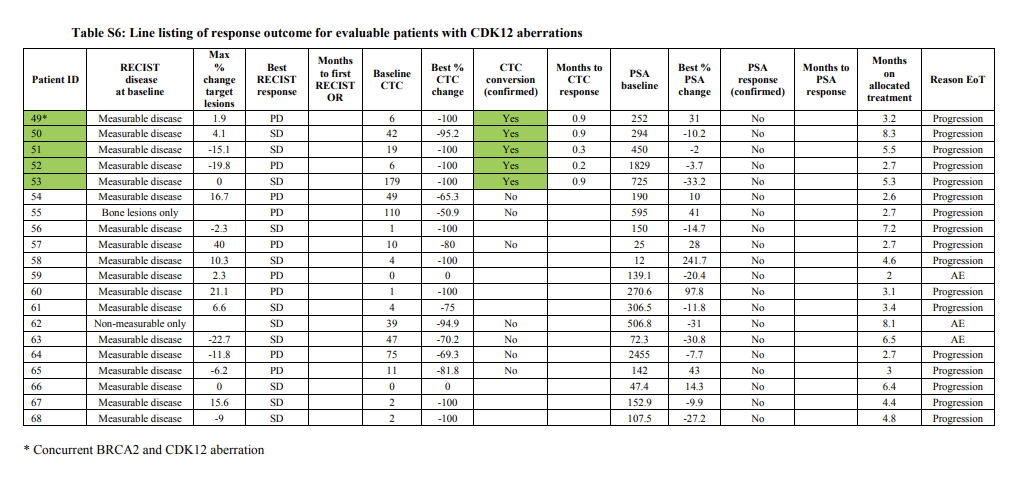 Table S6: Line listing of response outcome for evaluable patients with CDK12 aberrations
Patient ID RECIST disease at baseline Max % change target lesions Best RECIST response Months to first RECIST OR Baseline CTC Best % CTC change CTC conversion (confirmed) Months to CTC response PSA baseline Best % PSA change PSA response (confirmed) Months to PSA response Months on allocated treatment Reason EoT
49* Measurable disease 1.9 PD 6 -100 Yes 0.9 252 31 No 3.2 Progression
50 Measurable disease 4.1 SD 42 -95.2 Yes 0.9 294 -10.2 No 8.3 Progression
51 Measurable disease -15.1 SD 19 -100 Yes 0.3 450 -2 No 5.5 Progression
52 Measurable disease -19.8 PD 6 -100 Yes 0.2 1829 -3.7 No 2.7 Progression
53 Measurable disease 0 SD 179 -100 Yes 0.9 725 -33.2 No 5.3 Progression
54 Measurable disease 16.7 PD 49 -65.3 No 190 10 No 2.6 Progression
55 Bone lesions only PD 110 -50.9 No 595 41 No 2.7 Progression
56 Measurable disease -2.3 SD 1 -100 150 -14.7 No 7.2 Progression
57 Measurable disease 40 PD 10 -80 No 25 28 No 2.7 Progression
58 Measurable disease 10.3 SD 4 -100 12 241.7 No 4.6 Progression
59 Measurable disease 2.3 PD 0 0 139.1 -20.4 No 2 AE
60 Measurable disease 21.1 PD 1 -100 270.6 97.8 No 3.1 Progression
61 Measurable disease 6.6 SD 4 -75 306.5 -11.8 No 3.4 Progression
62 Non-measurable only SD 39 -94.9 No 506.8 -31 No 8.1 AE
63 Measurable disease -22.7 SD 47 -70.2 No 72.3 -30.8 No 6.5 AE
64 Measurable disease -11.8 PD 75 -69.3 No 2455 -7.7 No 2.7 Progression
65 Measurable disease -6.2 PD 11 -81.8 No 142 43 No 3 Progression
66 Measurable disease 0 SD 0 0 47.4 14.3 No 6.4 Progression
67 Measurable disease 15.6 SD 2 -100 152.9 -9.9 No 4.4 Progression
68 Measurable disease -9 SD 2 -100 107.5 -27.2 No 4.8 Progression
* Concurrent BRCA2 and CDK12 aberration